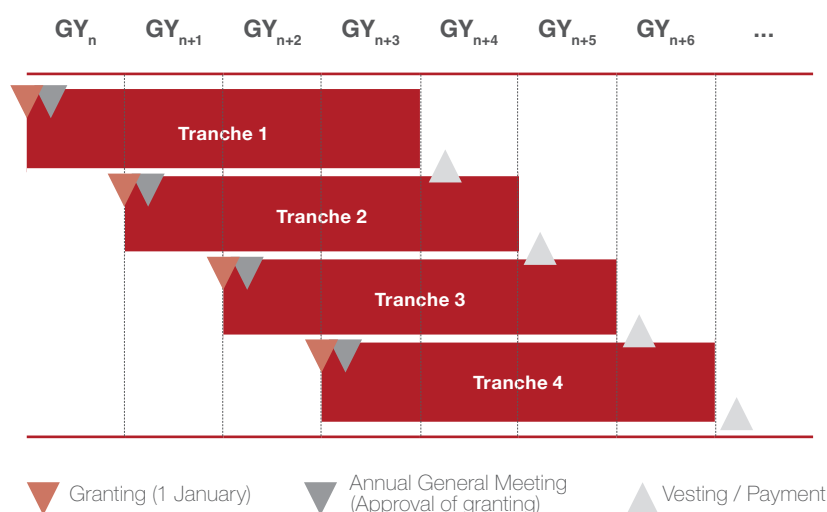 GYn GYn+1 GYn+2 GYn+3 GYn+4 GYn+5 GYn+6 ...
Tranche 1
Tranche 2
Tranche 3
Tranche 4
Granting (1 January)
Annual General Meeting
(Approval of granting)
Vesting / Payment